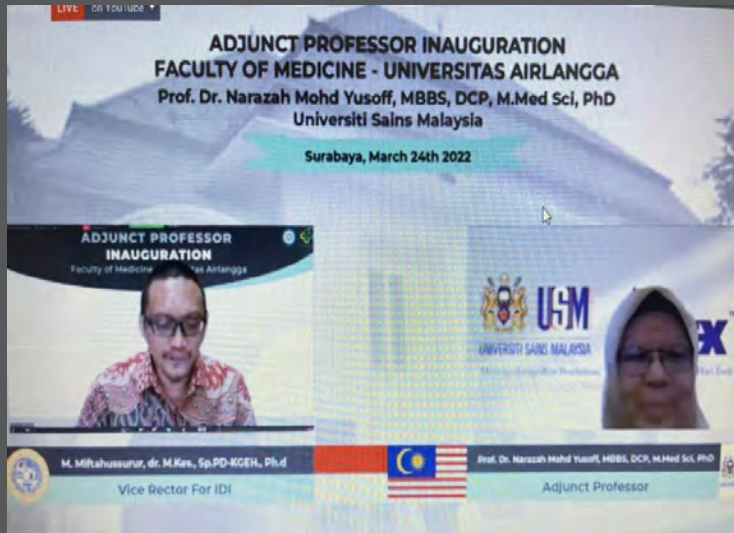 LIVE on YouTube
ADJUNCT PROFESSOR INAUGURATION
FACULTY OF MEDICINE - UNIVERSITAS AIRLANGGA
Prof. Dr. Narazah Mohd Yusoff, MBBS, DCP, M.Med Sci, PhD
Universiti Sains Malaysia
Surabaya, March 24th 2022
ADJUNCT PROFESSOR
INAUGURATION
Faculty of Medicine Airlangga
USM
UNIVERSITI SAINS MALAYSIA
X
M. Miftahussurur, dr. M.Kes., Sp.PD-KGEH., Ph.d
Vice Rector For IDI
Prof. Dr. Narazah Mohd Yusoff, MBBS, DCP, M.Med Sci, PhD
Adjunct Professor